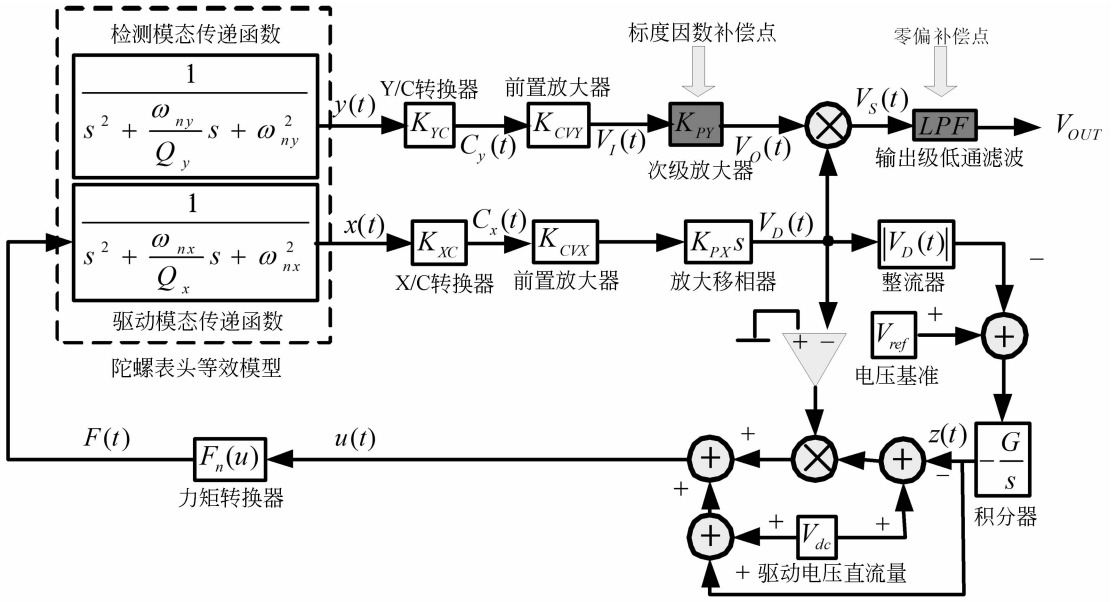 检测模态传递函数
1
s² + ω_ny/Q_y s + ω²_ny
1
s² + ω_nx/Q_x s + ω²_nx
驱动模态传递函数
陀螺表头等效模型
y(t)
Y/C转换器
K_YC
C_y(t)
前置放大器
K_CVY
V_I(t)
标度因数补偿点
K_PY
次级放大器
V_O(t)
V_S(t)
零偏补偿点
LPF
输出级低通滤波
V_OUT
x(t)
K_XC
X/C转换器
C_x(t)
K_CVX
前置放大器
K_PX s
放大移相器
V_D(t)
|V_D(t)|
整流器
−
+ −
V_ref
+
电压基准
+
F(t)
F_n(u)
力矩转换器
u(t)
+
+
+
+
z(t)
−
−G/s
积分器
+
+
V_dc
+
+
+ 驱动电压直流量